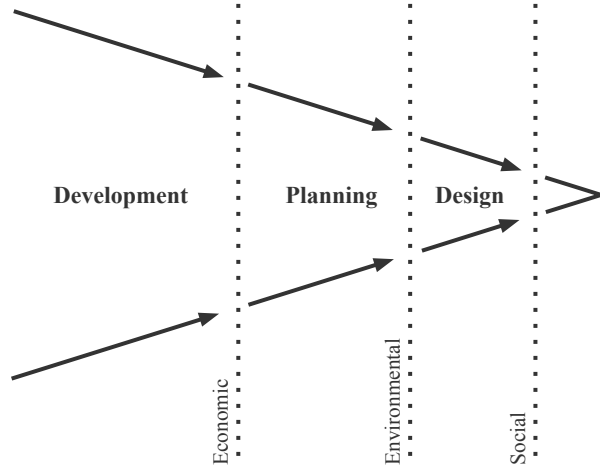 Development
Planning
Design
Economic
Environmental
Social